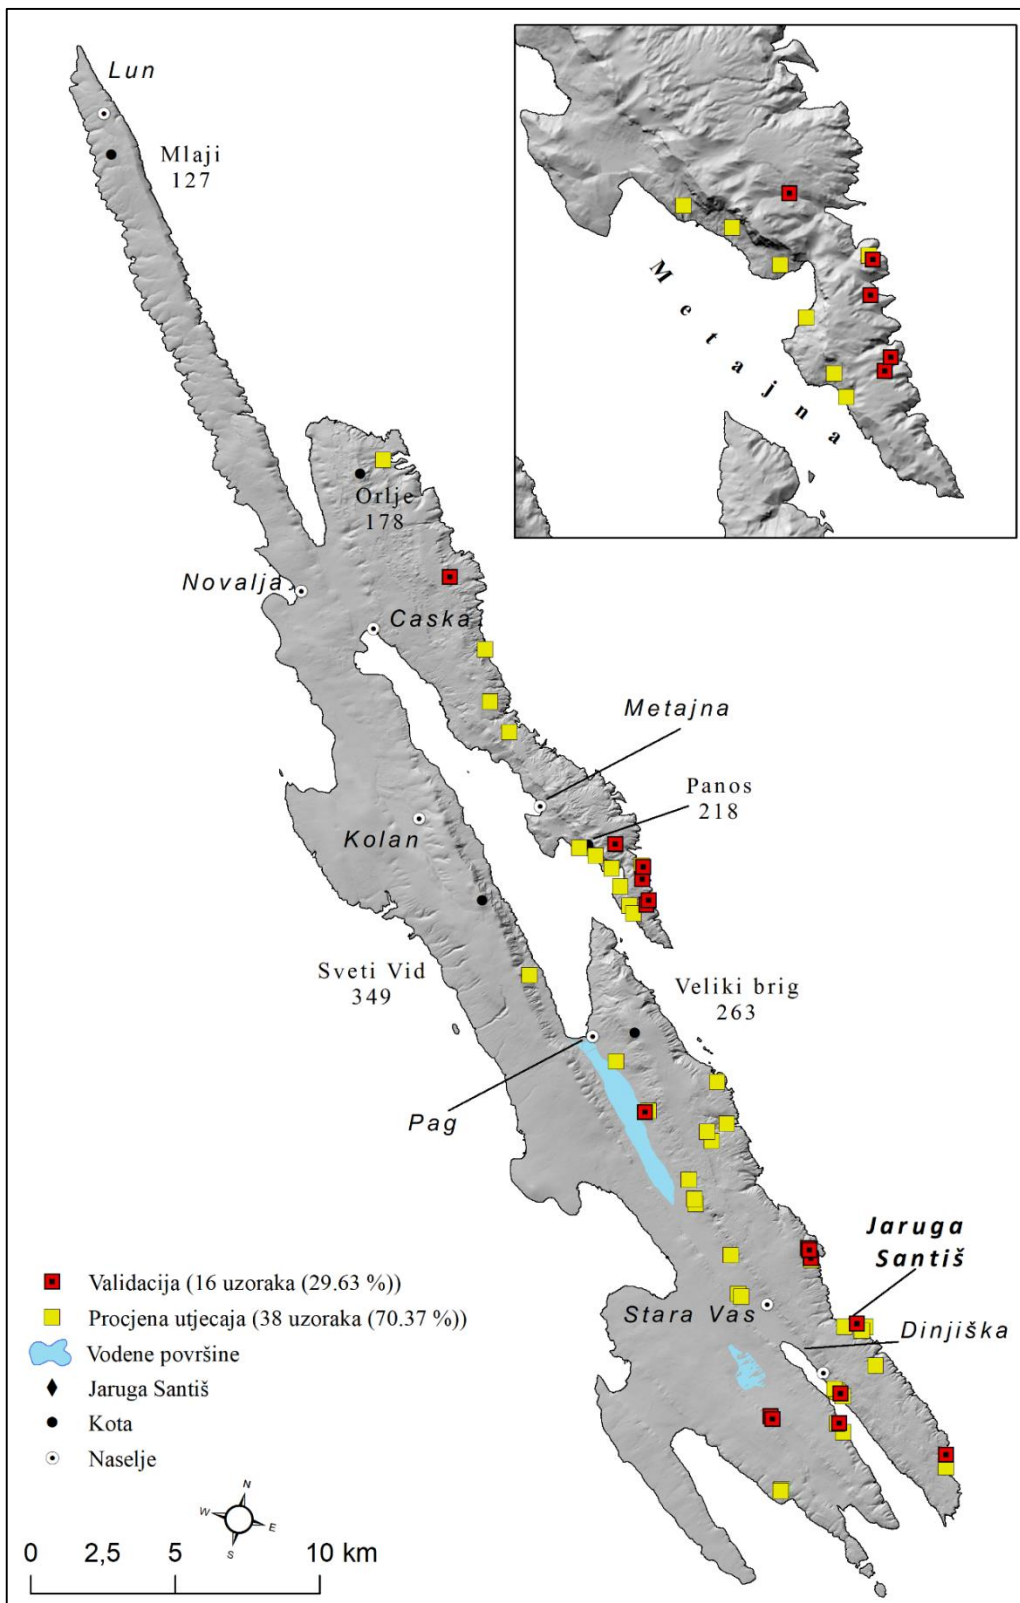 Lun
Mlaji
127
Metajna
Orlje
178
Novalja
Caska
Metajna
Panos
218
Kolan
Sveti Vid
349
Veliki brig
263
Pag
Jaruga
Santiš
Stara Vas
Dinjiška
Validacija (16 uzoraka (29.63 %))
Procjena utjecaja (38 uzoraka (70.37 %))
Vodene površine
Jaruga Santiš
Kota
Naselje
N
W
E
S
0 2,5 5 10 km